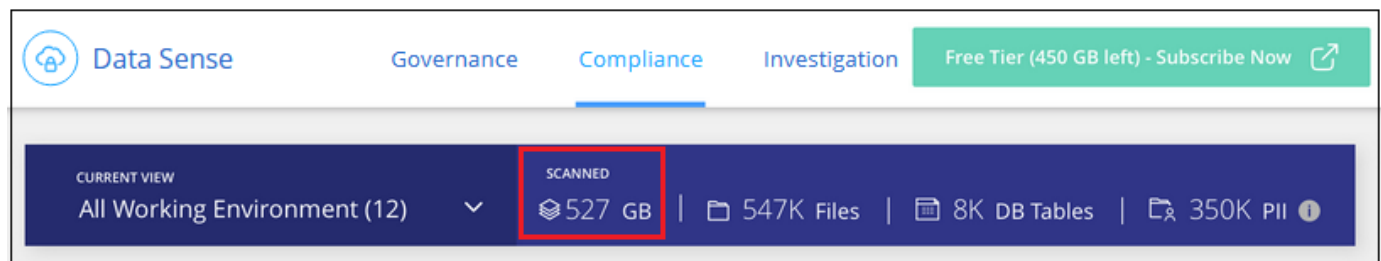 Data Sense Governance Compliance Investigation Free Tier (450 GB left) - Subscribe Now
CURRENT VIEW
All Working Environment (12)
SCANNED
527 GB | 547K Files | 8K DB Tables | 350K PII